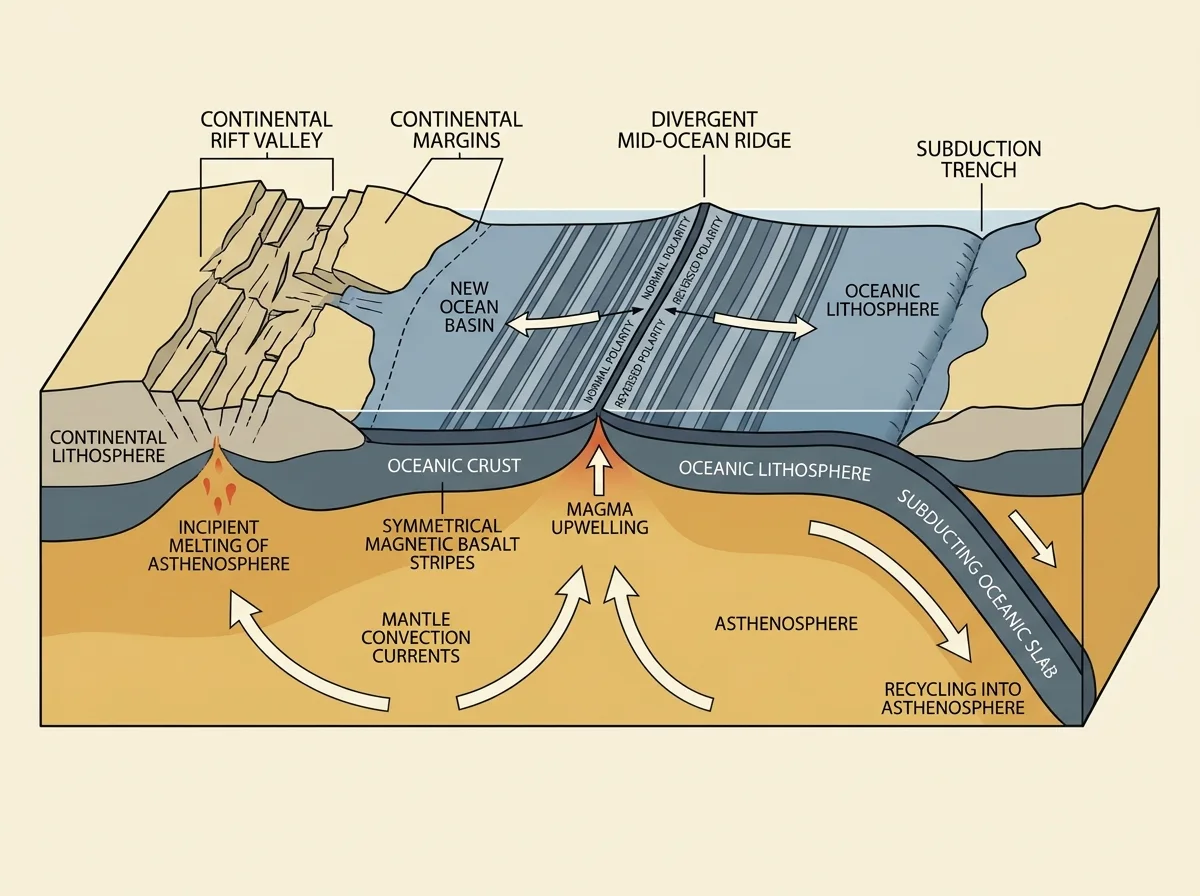 CONTINENTAL
RIFT VALLEY
CONTINENTAL
MARGINS
DIVERGENT
MID-OCEAN RIDGE
SUBDUCTION
TRENCH
NORMAL POLARITY
REVERSED POLARITY
NEW
OCEAN
BASIN
OCEANIC
LITHOSPHERE
NORMAL POLARITY
REVERSED POLARITY
CONTINENTAL
LITHOSPHERE
OCEANIC CRUST
OCEANIC LITHOSPHERE
SUBDUCTING OCEANIC SLAB
INCIPIENT
MELTING OF
ASTHENOSPHERE
SYMMETRICAL
MAGNETIC BASALT
STRIPES
MAGMA
UPWELLING
MANTLE
CONVECTION
CURRENTS
ASTHENOSPHERE
RECYCLING INTO
ASTHENOSPHERE